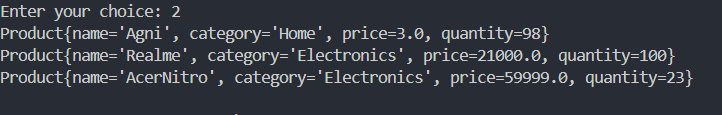 Enter your choice: 2
Product{name='Agni', category='Home', price=3.0, quantity=98}
Product{name='Realme', category='Electronics', price=21000.0, quantity=100}
Product{name='AcerNitro', category='Electronics', price=59999.0, quantity=23}